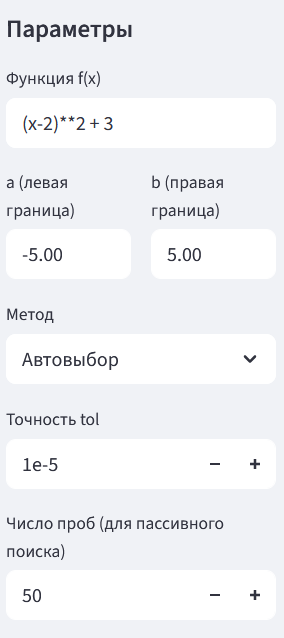 Параметры
Функция f(x)
(x-2)**2 + 3
a (левая
граница)
b (правая
граница)
-5.00
5.00
Метод
Автовыбор
Точность tol
1e-5
Число проб (для пассивного
поиска)
50